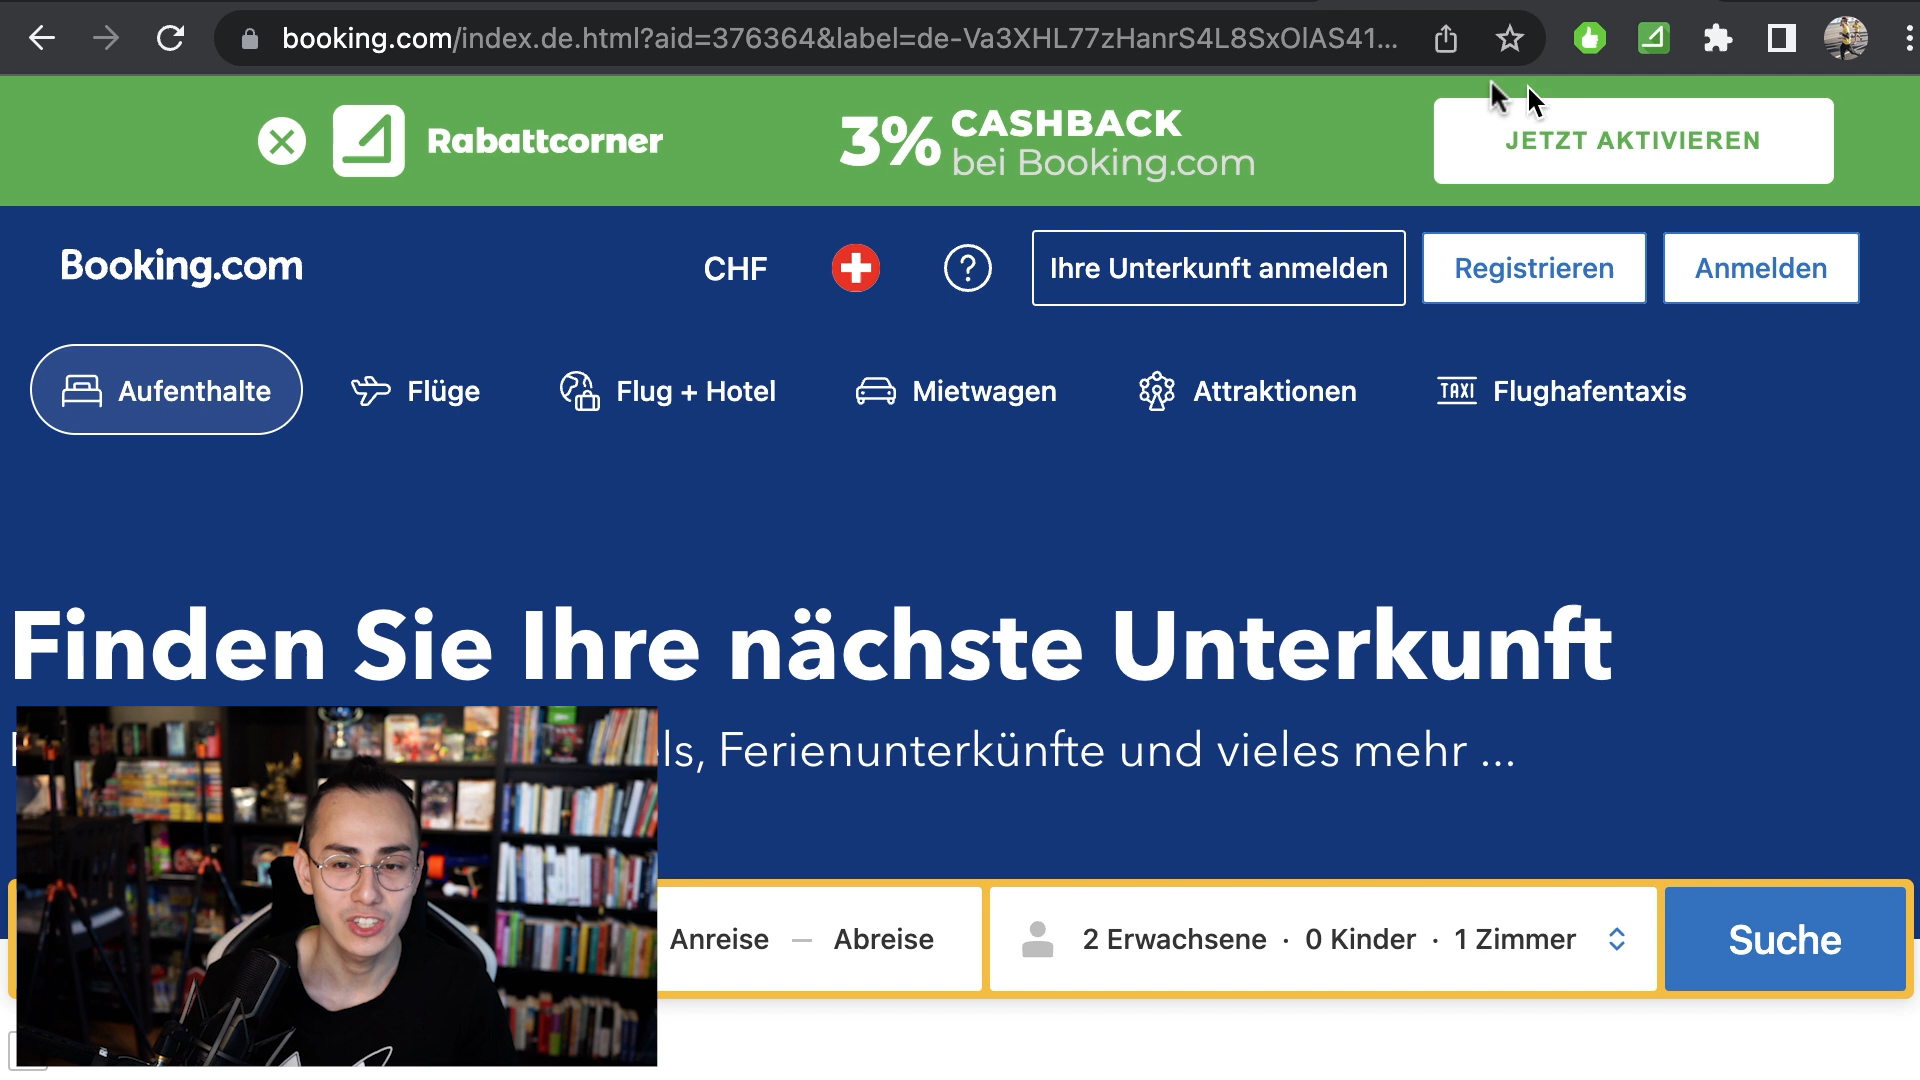 booking.com/index.de.html?aid=376364&label=de-Va3XHL77zHanrS4L8SxOlAS41...
Rabattcorner
3% CASHBACK
bei Booking.com
JETZT AKTIVIEREN
Booking.com
CHF
?
Ihre Unterkunft anmelden
Registrieren
Anmelden
Aufenthalte
Flüge
Flug + Hotel
Mietwagen
Attraktionen
TAXI Flughafentaxis
Finden Sie Ihre nächste Unterkunft
ls, Ferienunterkünfte und vieles mehr ...
Anreise — Abreise
2 Erwachsene · 0 Kinder · 1 Zimmer
Suche